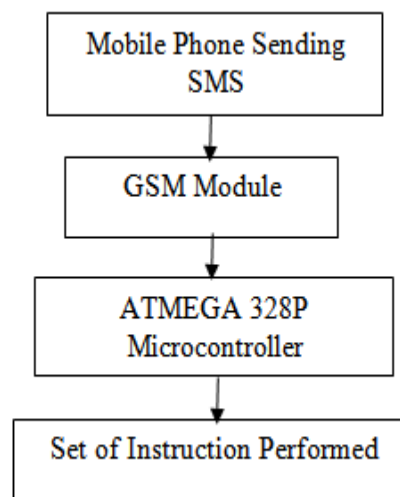 Mobile Phone Sending
SMS
GSM Module
ATMEGA 328P
Microcontroller
Set of Instruction Performed